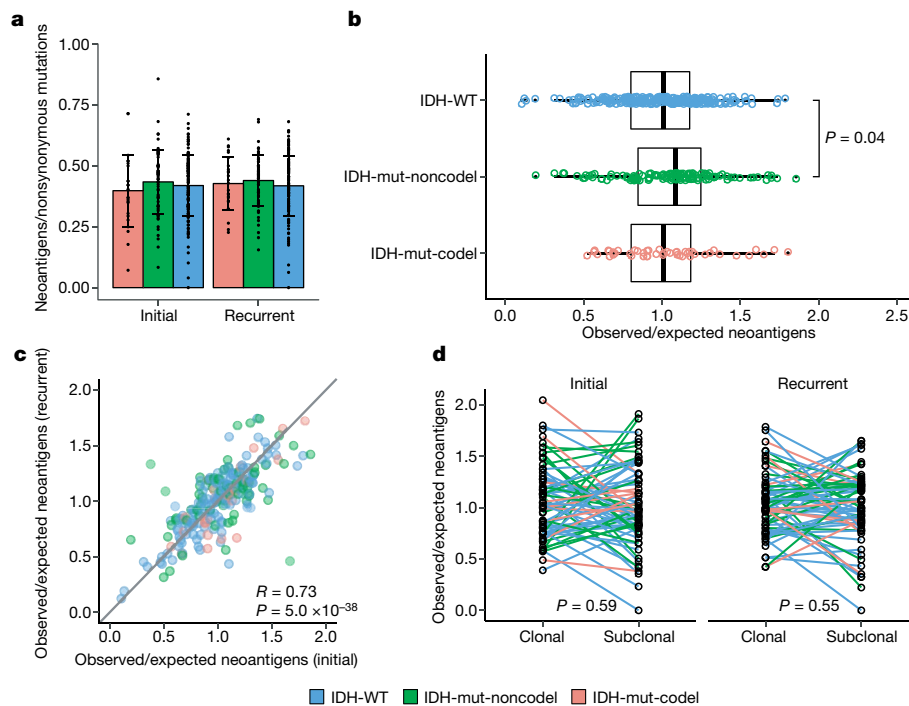 a
Neoantigens/nonsynonymous mutations
1.00
0.75
0.50
0.25
0.00
Initial
Recurrent
b
IDH-WT
IDH-mut-noncodel
IDH-mut-codel
P = 0.04
0.0 0.5 1.0 1.5 2.0 2.5
Observed/expected neoantigens
c
Observed/expected neoantigens (recurrent)
2.0
1.5
1.0
0.5
0.0
R = 0.73
P = 5.0 ×10⁻³⁸
0.0 0.5 1.0 1.5 2.0
Observed/expected neoantigens (initial)
d
Observed/expected neoantigens
Initial
Recurrent
2.0
1.5
1.0
0.5
0.0
P = 0.59
P = 0.55
Clonal Subclonal
Clonal Subclonal
IDH-WT IDH-mut-noncodel IDH-mut-codel